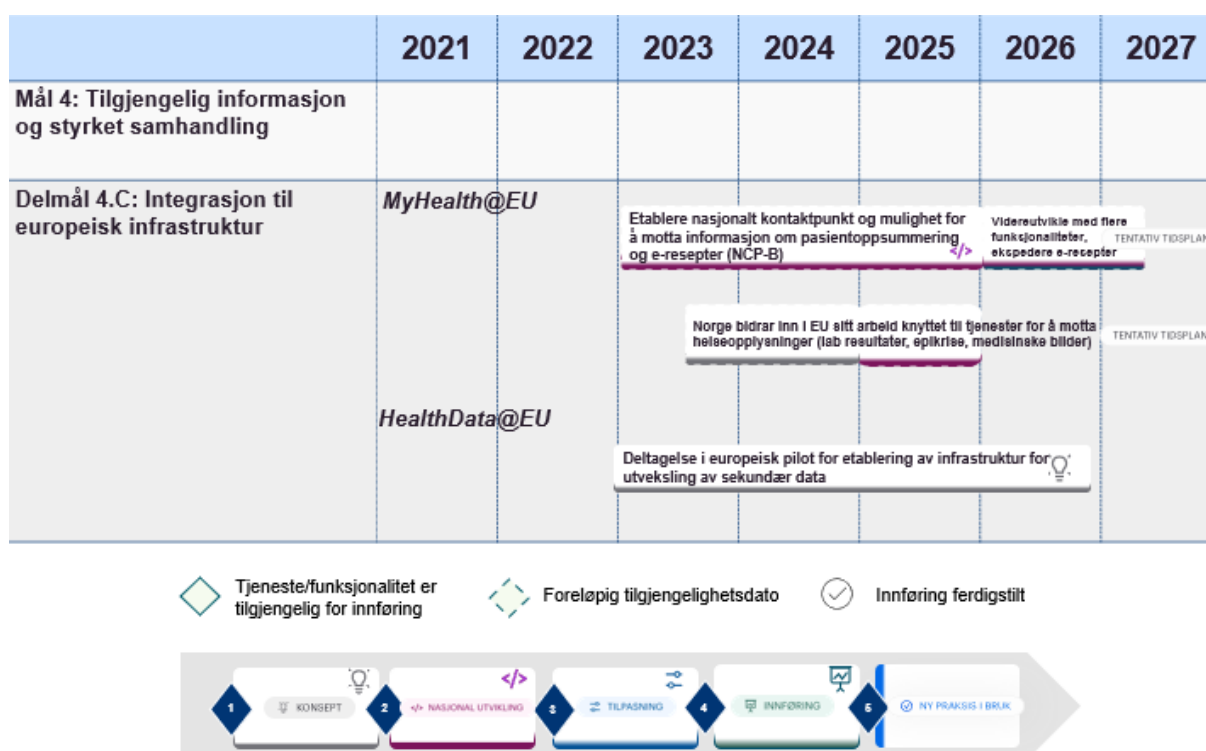 2021 2022 2023 2024 2025 2026 2027
Mål 4: Tilgjengelig informasjon
og styrket samhandling
Delmål 4.C: Integrasjon til
europeisk infrastruktur
MyHealth@EU
Etablere nasjonalt kontaktpunkt og mulighet for
å motta informasjon om pasientoppsummering
og e-resepter (NCP-B)
</>
Videreutvikle med flere
funksjonaliteter,
ekspedere e-resepter
TENTATIV TIDSPLAN
Norge bidrar inn i EU sitt arbeid knyttet til tjenester for å motta
helseopplysninger (lab resultater, epikrise, medisinske bilder)
TENTATIV TIDSPLAN
HealthData@EU
Deltagelse i europeisk pilot for etablering av infrastruktur for
utveksling av sekundær data
Tjeneste/funksjonalitet er
tilgjengelig for innføring
Foreløpig tilgjengelighetsdato
Innføring ferdigstilt
1 KONSEPT
</>
2 </> NASJONAL UTVIKLING
3 TILPASNING
4 INNFØRING
5 NY PRAKSIS I BRUK